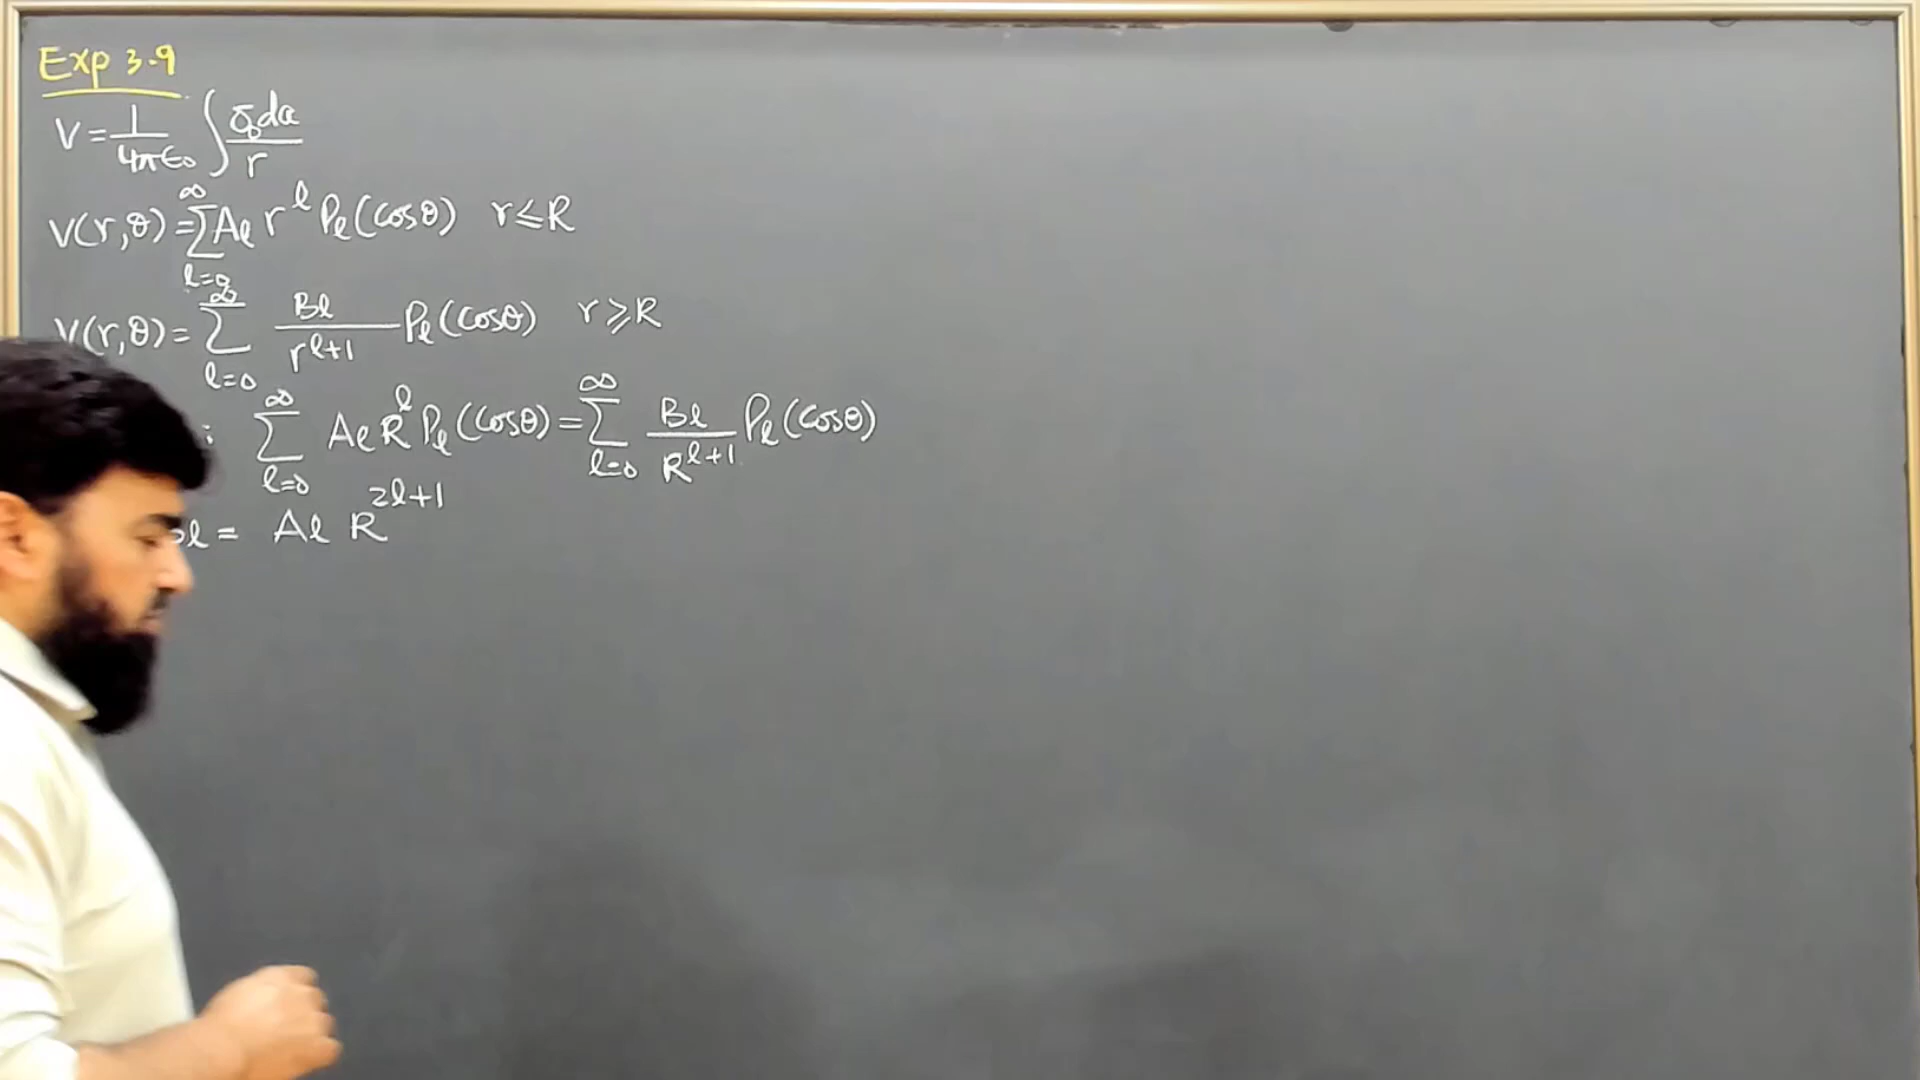 Exp 3.9
V = 1/4πϵ₀ ∫ σ₀da/r
V(r,θ) = ∑_{l=0}^{∞} A_l r^l P_l(cosθ) r ≤ R
V(r,θ) = ∑_{l=0}^{∞} B_l/r^{l+1} P_l(cosθ) r ⩾ R
: ∑_{l=0}^{∞} A_l R^l P_l(cosθ) = ∑_{l=0}^{∞} B_l/R^{l+1} P_l(cosθ)
l = A_l R^{2l+1}